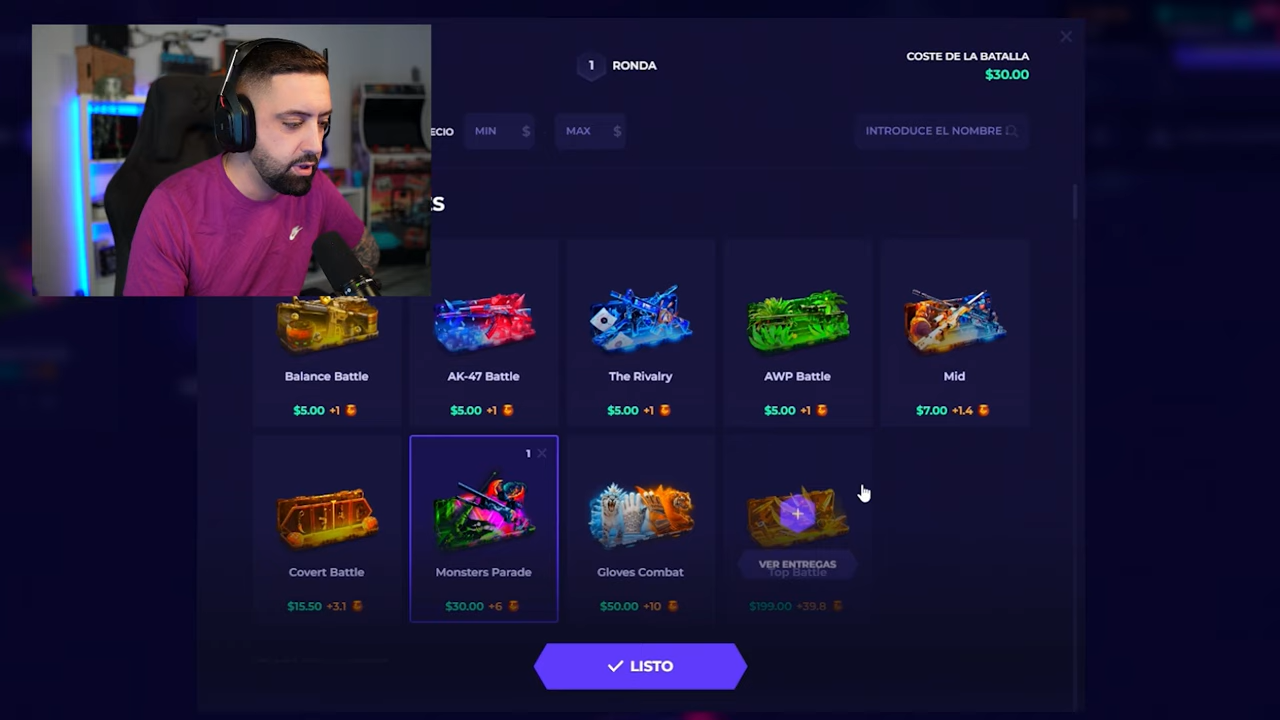 1 RONDA
COSTE DE LA BATALLA
$30.00
ECIO
MIN $
MAX $
INTRODUCE EL NOMBRE
ES
Balance Battle
$5.00 +1
AK-47 Battle
$5.00 +1
The Rivalry
$5.00 +1
AWP Battle
$5.00 +1
Mid
$7.00 +1.4
Covert Battle
$15.50 +3.1
1
Monsters Parade
$30.00 +6
Gloves Combat
$50.00 +10
VER ENTREGAS
Top Battle
$199.00 +39.8
LISTO